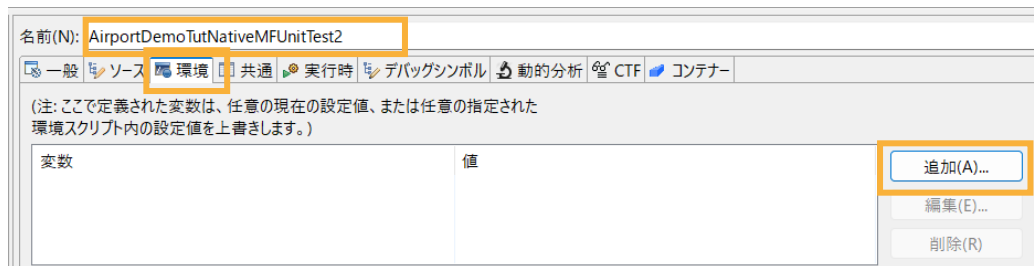 名前(N): AirportDemoTutNativeMFUnitTest2
一般 ソース 環境 共通 実行時 デバッグシンボル 動的分析 CTF コンテナー
(注: ここで定義された変数は、任意の現在の設定値、または任意の指定された
環境スクリプト内の設定値を上書きします。)
変数 値
追加(A)...
編集(E)...
削除(R)